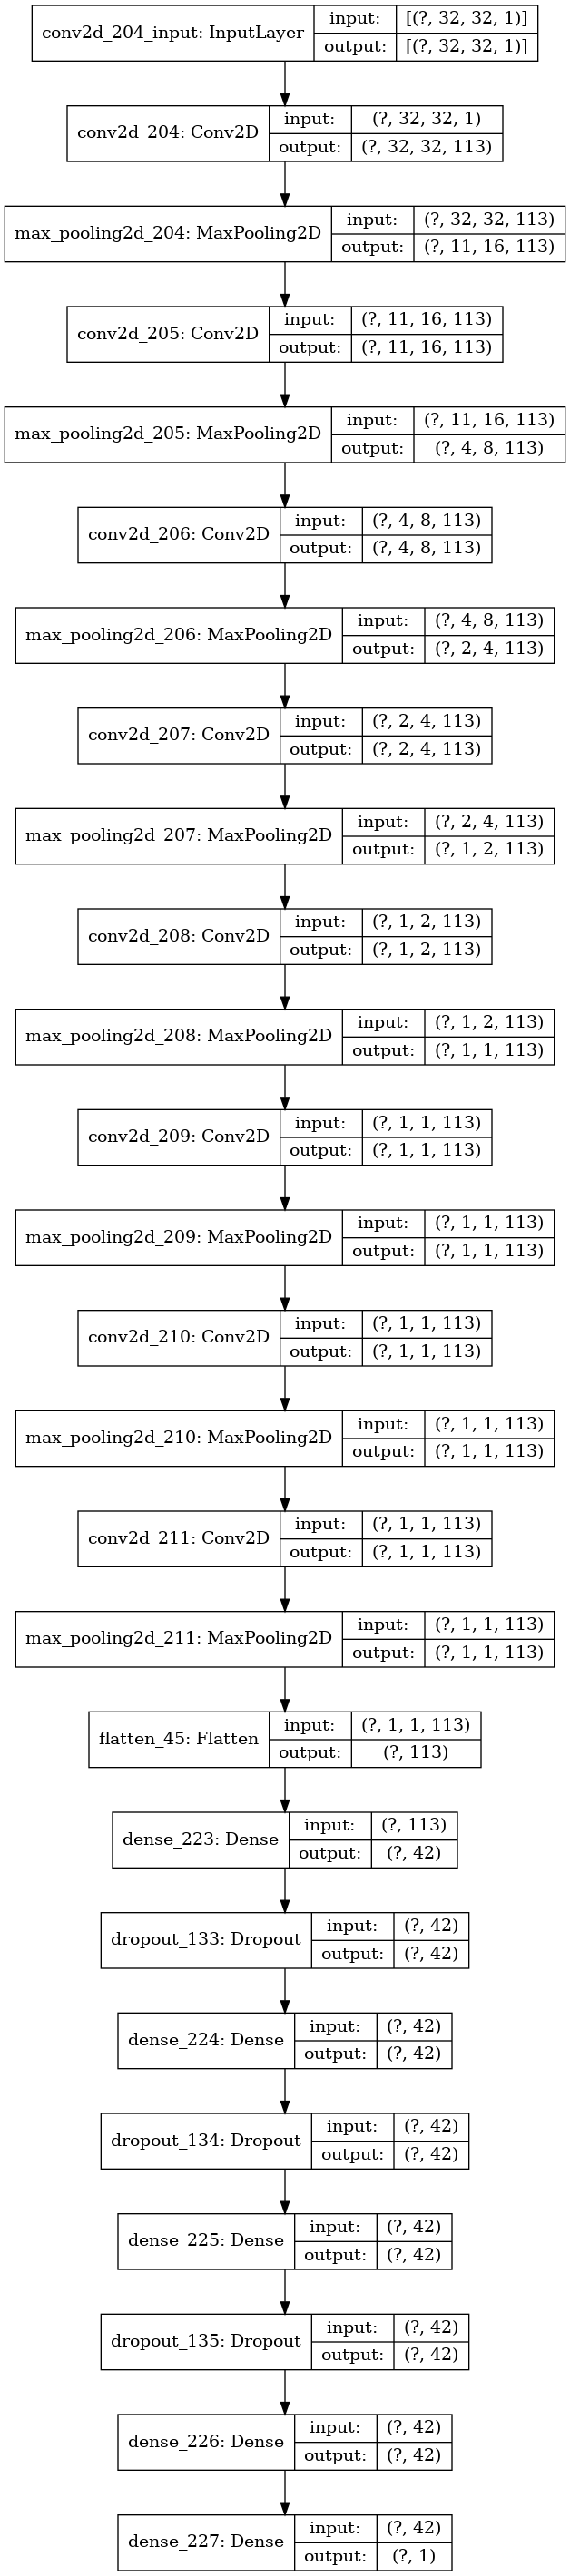 conv2d_204_input: InputLayer
input: [(?, 32, 32, 1)]
output: [(?, 32, 32, 1)]
conv2d_204: Conv2D
input: (?, 32, 32, 1)
output: (?, 32, 32, 113)
max_pooling2d_204: MaxPooling2D
input: (?, 32, 32, 113)
output: (?, 11, 16, 113)
conv2d_205: Conv2D
input: (?, 11, 16, 113)
output: (?, 11, 16, 113)
max_pooling2d_205: MaxPooling2D
input: (?, 11, 16, 113)
output: (?, 4, 8, 113)
conv2d_206: Conv2D
input: (?, 4, 8, 113)
output: (?, 4, 8, 113)
max_pooling2d_206: MaxPooling2D
input: (?, 4, 8, 113)
output: (?, 2, 4, 113)
conv2d_207: Conv2D
input: (?, 2, 4, 113)
output: (?, 2, 4, 113)
max_pooling2d_207: MaxPooling2D
input: (?, 2, 4, 113)
output: (?, 1, 2, 113)
conv2d_208: Conv2D
input: (?, 1, 2, 113)
output: (?, 1, 2, 113)
max_pooling2d_208: MaxPooling2D
input: (?, 1, 2, 113)
output: (?, 1, 1, 113)
conv2d_209: Conv2D
input: (?, 1, 1, 113)
output: (?, 1, 1, 113)
max_pooling2d_209: MaxPooling2D
input: (?, 1, 1, 113)
output: (?, 1, 1, 113)
conv2d_210: Conv2D
input: (?, 1, 1, 113)
output: (?, 1, 1, 113)
max_pooling2d_210: MaxPooling2D
input: (?, 1, 1, 113)
output: (?, 1, 1, 113)
conv2d_211: Conv2D
input: (?, 1, 1, 113)
output: (?, 1, 1, 113)
max_pooling2d_211: MaxPooling2D
input: (?, 1, 1, 113)
output: (?, 1, 1, 113)
flatten_45: Flatten
input: (?, 1, 1, 113)
output: (?, 113)
dense_223: Dense
input: (?, 113)
output: (?, 42)
dropout_133: Dropout
input: (?, 42)
output: (?, 42)
dense_224: Dense
input: (?, 42)
output: (?, 42)
dropout_134: Dropout
input: (?, 42)
output: (?, 42)
dense_225: Dense
input: (?, 42)
output: (?, 42)
dropout_135: Dropout
input: (?, 42)
output: (?, 42)
dense_226: Dense
input: (?, 42)
output: (?, 42)
dense_227: Dense
input: (?, 42)
output: (?, 1)